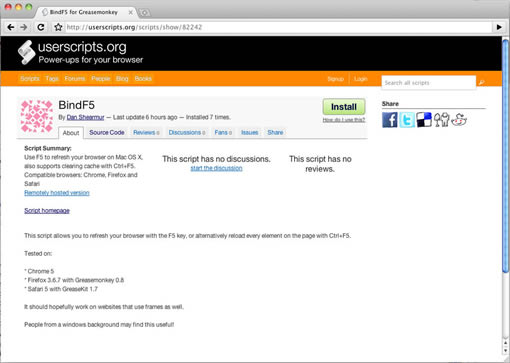 BindF5 for Greasemonkey
http://userscripts.org/scripts/show/82242
userscripts.org
Power-ups for your browser
Scripts Tags Forums People Blog Books
Signup Login
Search all scripts
BindF5
By Dan Shearmur — Last update 6 hours ago — Installed 7 times.
Install
How do I use this?
Share
About Source Code Reviews 0 Discussions 0 Fans 0 Issues Share
Script Summary:
Use F5 to refresh your browser on Mac OS X,
also supports clearing cache with Ctrl+F5.
Compatible browsers: Chrome, Firefox and
Safari
Remotely hosted version
Script homepage
This script has no discussions.
start the discussion
This script has no
reviews.
This script allows you to refresh your browser with the F5 key, or alternatively reload every element on the page with Ctrl+F5.
Tested on:
* Chrome 5
* Firefox 3.6.7 with Greasemonkey 0.8
* Safari 5 with GreaseKit 1.7
It should hopefully work on websites that use frames as well.
People from a windows background may find this useful!